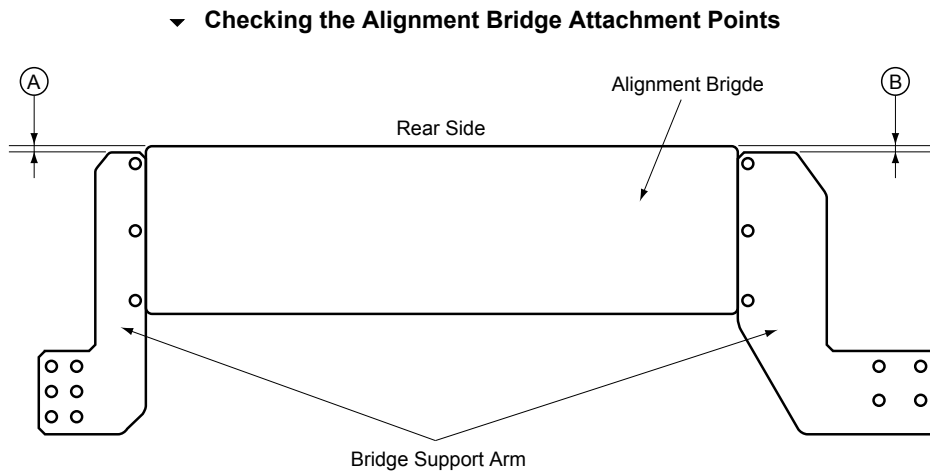 Checking the Alignment Bridge Attachment Points
A
B
Alignment Brigde
Rear Side
Bridge Support Arm